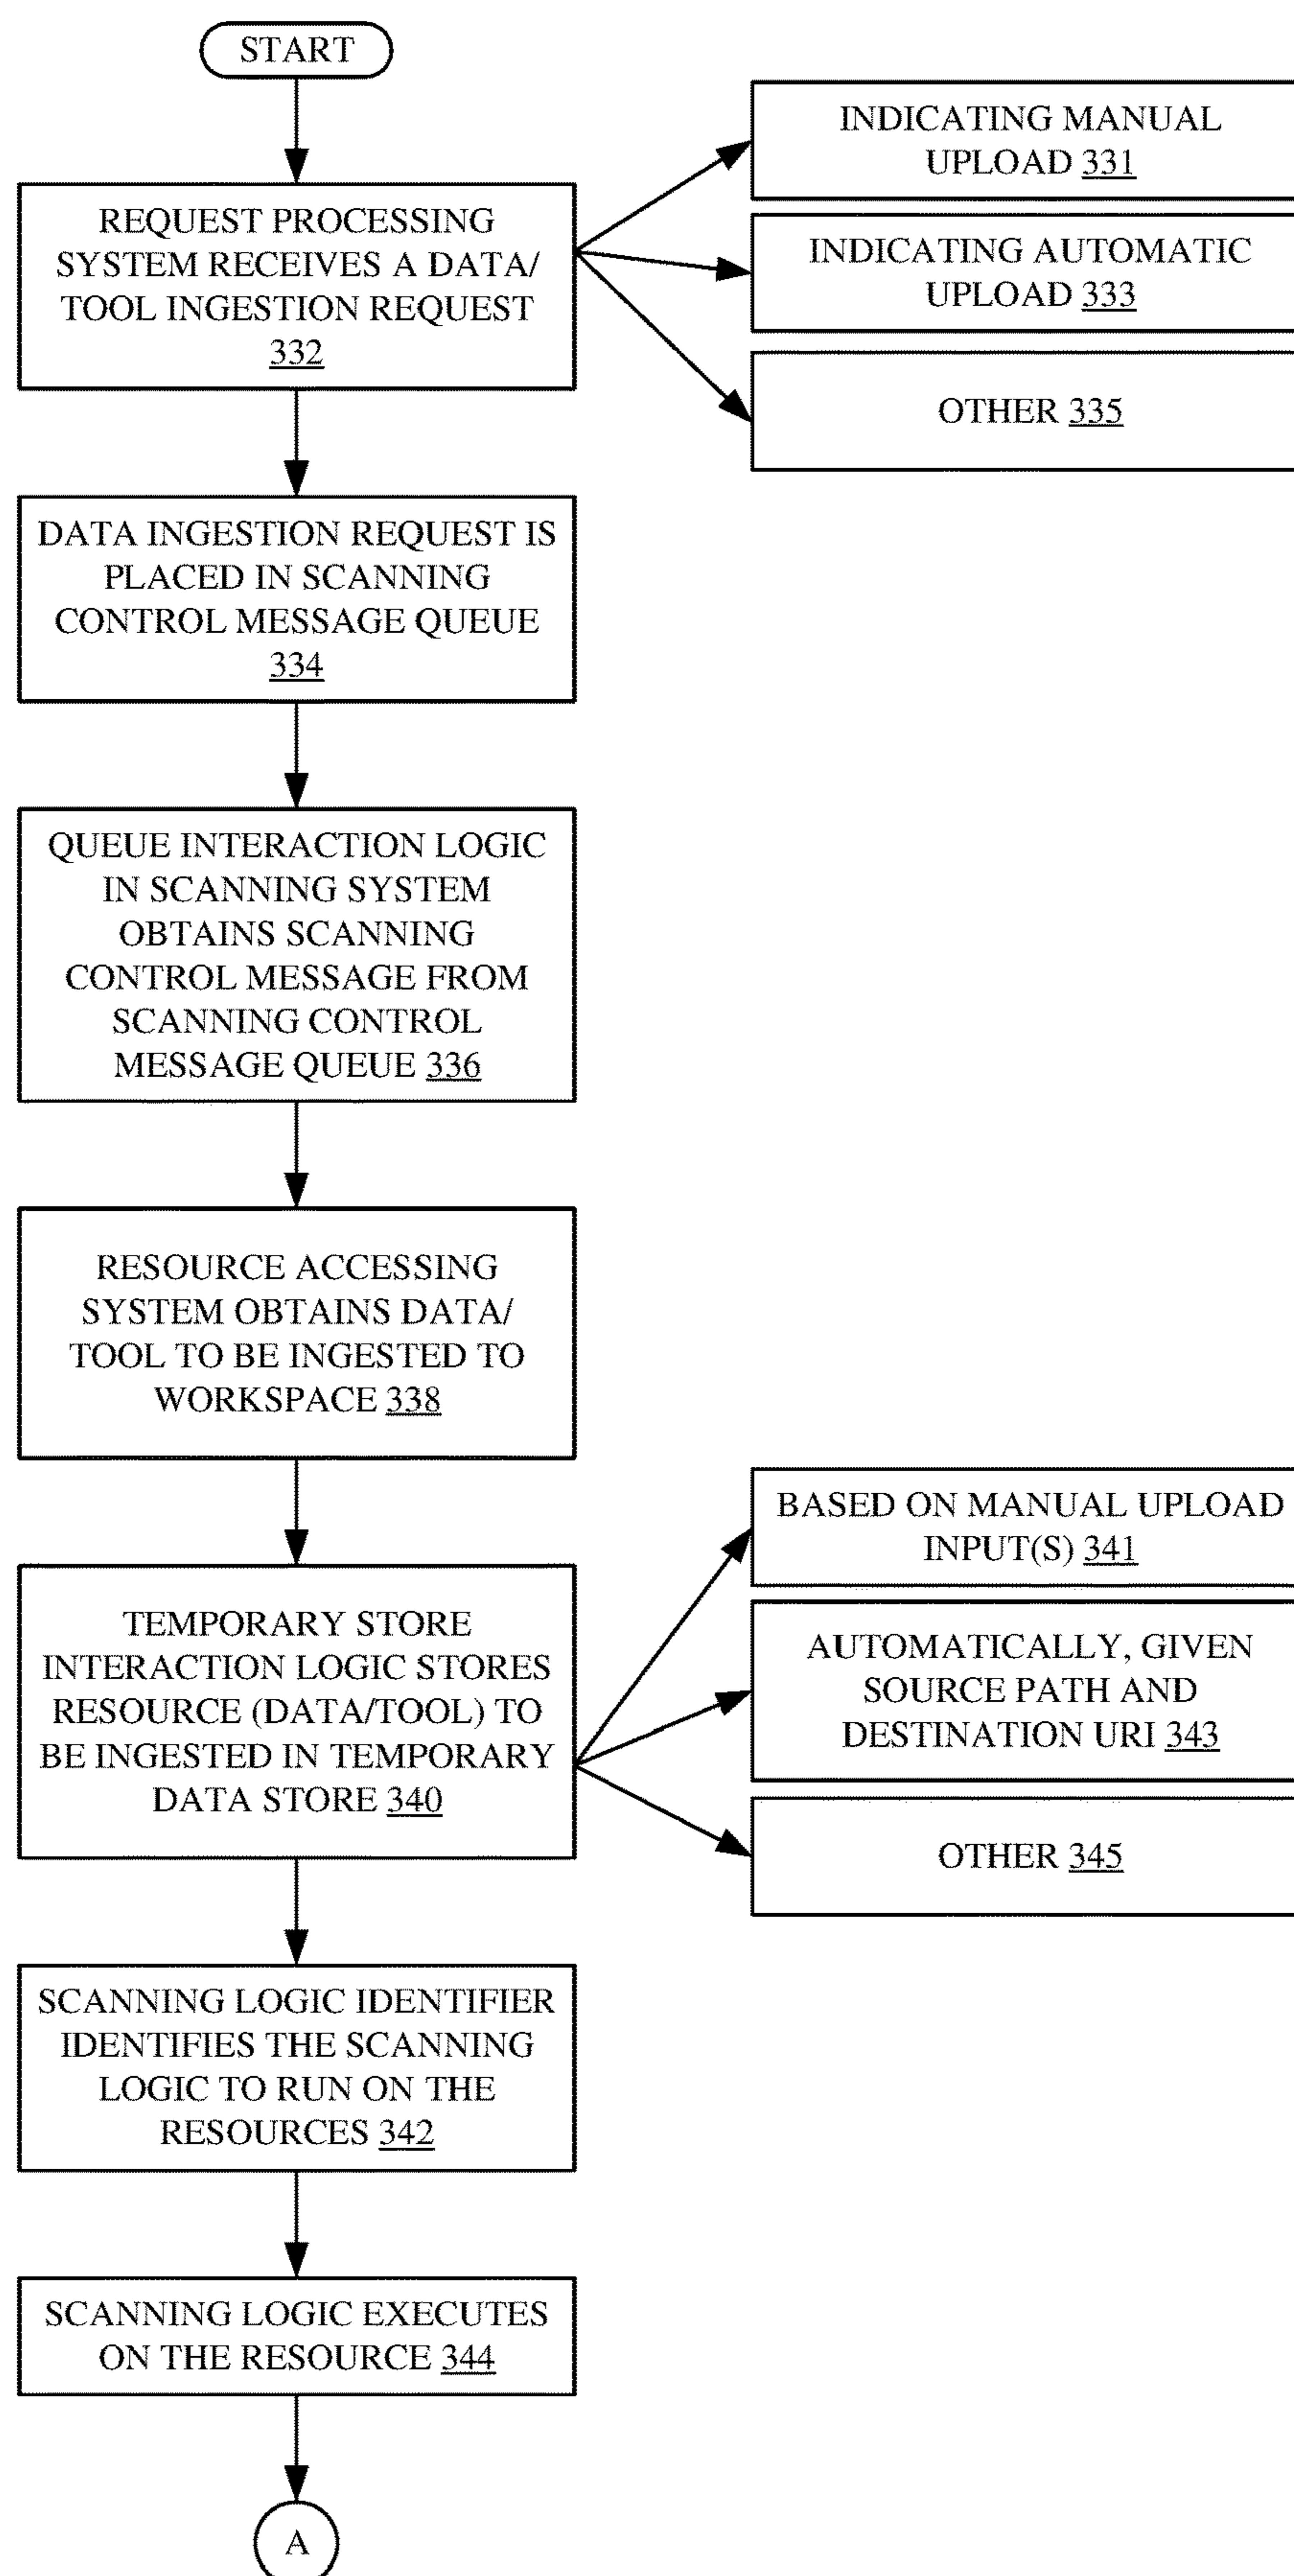 START
REQUEST PROCESSING
SYSTEM RECEIVES A DATA/
TOOL INGESTION REQUEST
332
INDICATING MANUAL
UPLOAD 331
INDICATING AUTOMATIC
UPLOAD 333
OTHER 335
DATA INGESTION REQUEST IS
PLACED IN SCANNING
CONTROL MESSAGE QUEUE
334
QUEUE INTERACTION LOGIC
IN SCANNING SYSTEM
OBTAINS SCANNING
CONTROL MESSAGE FROM
SCANNING CONTROL
MESSAGE QUEUE 336
RESOURCE ACCESSING
SYSTEM OBTAINS DATA/
TOOL TO BE INGESTED TO
WORKSPACE 338
TEMPORARY STORE
INTERACTION LOGIC STORES
RESOURCE (DATA/TOOL) TO
BE INGESTED IN TEMPORARY
DATA STORE 340
BASED ON MANUAL UPLOAD
INPUT(S) 341
AUTOMATICALLY, GIVEN
SOURCE PATH AND
DESTINATION URI 343
OTHER 345
SCANNING LOGIC IDENTIFIER
IDENTIFIES THE SCANNING
LOGIC TO RUN ON THE
RESOURCES 342
SCANNING LOGIC EXECUTES
ON THE RESOURCE 344
A